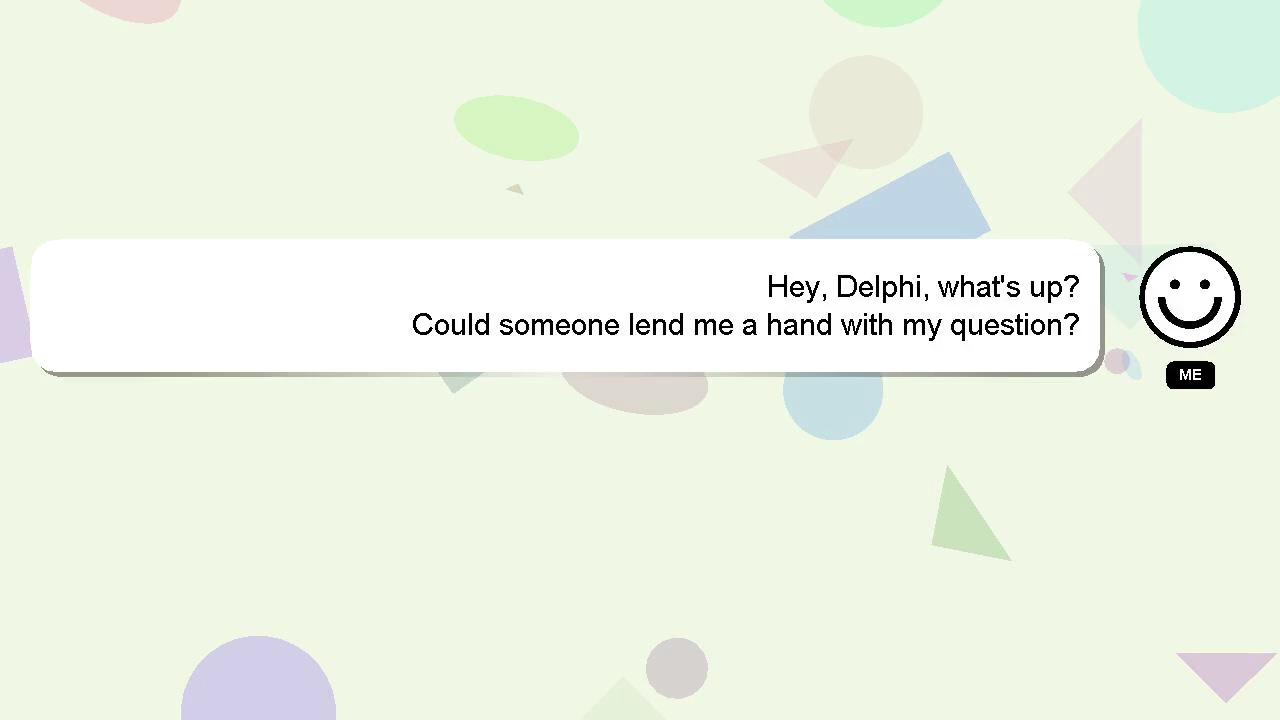 Hey, Delphi, what's up?
Could someone lend me a hand with my question?
ME